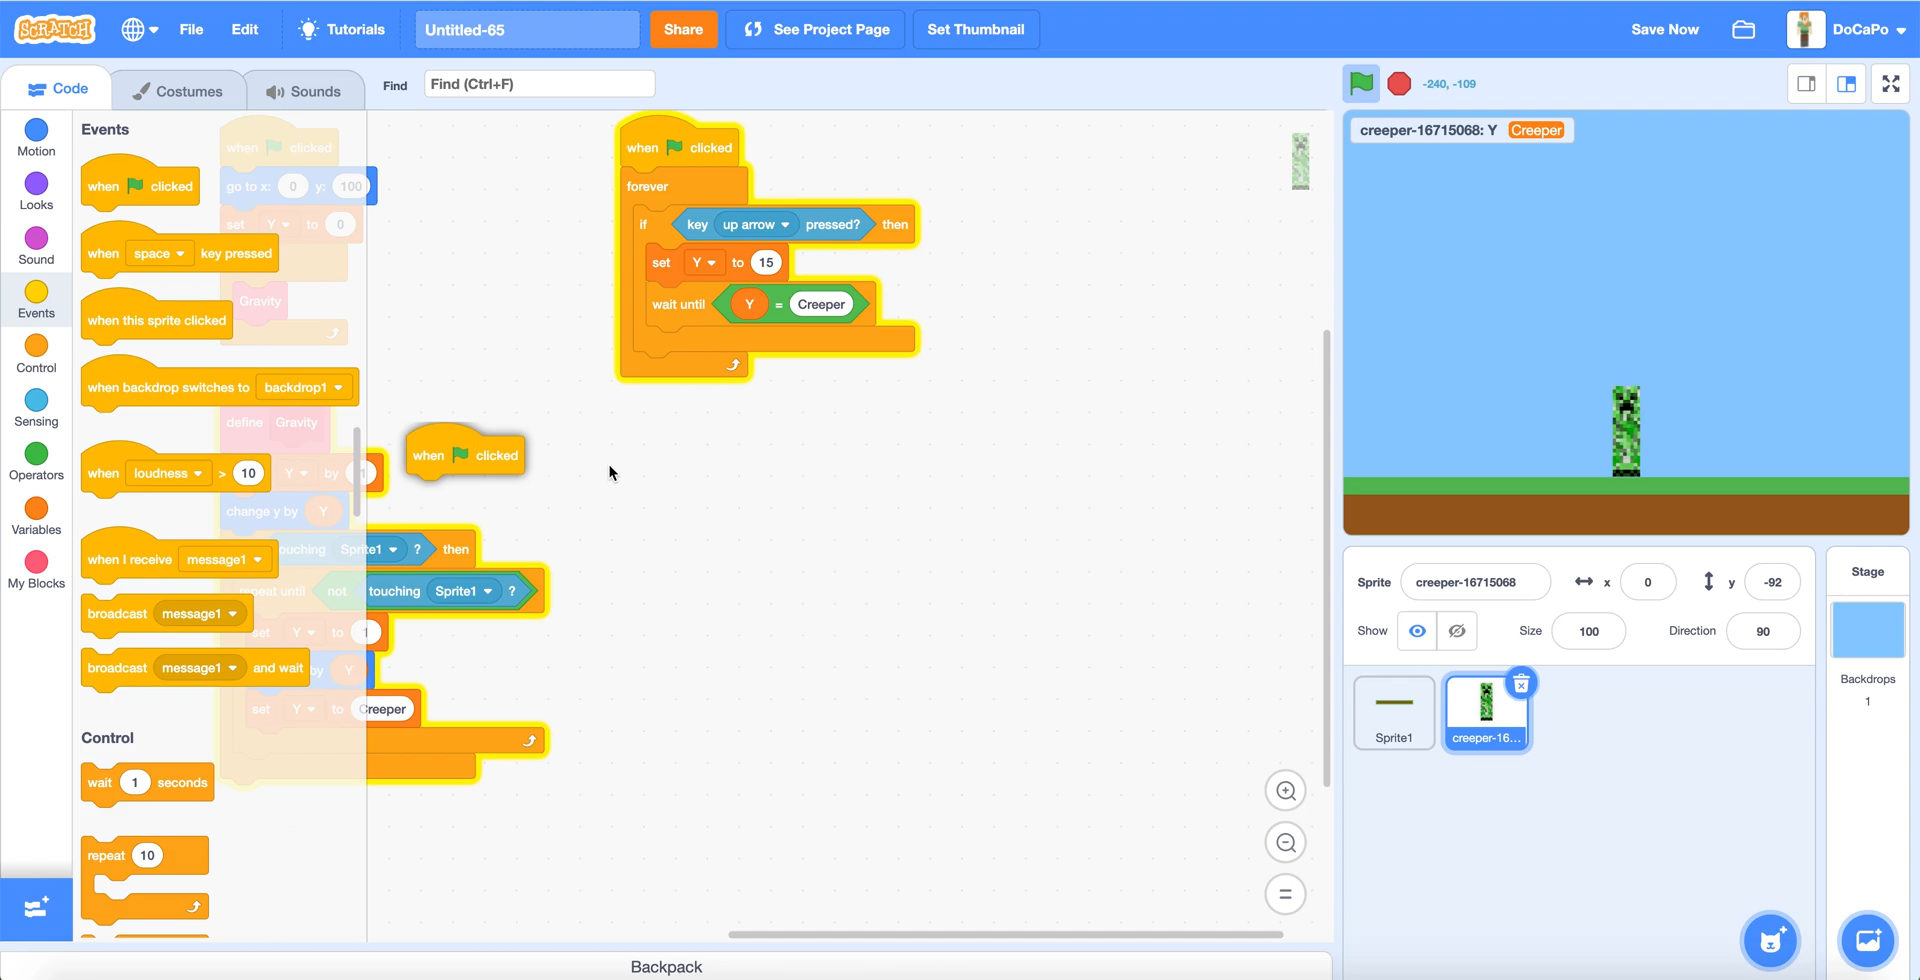 SCRATCH File Edit Tutorials Untitled-65 Share See Project Page Set Thumbnail Save Now DoCaPo
Code Costumes Sounds Find Find (Ctrl+F) -240, -109
Motion
Looks
Sound
Events
Control
Sensing
Operators
Variables
My Blocks
Events
when clicked
when space key pressed
when this sprite clicked
when backdrop switches to backdrop1
when loudness > 10
when I receive message1
broadcast message1
broadcast message1 and wait
Control
wait 1 seconds
repeat 10
when clicked
go to x: 0 y: 100
set Y to 0
Gravity
define Gravity
Y by
change y by Y
ouching Sprite1 ? then
repeat until not touching Sprite1 ?
set Y to 1
by Y
set Y to Creeper
when clicked
when clicked
forever
if key up arrow pressed? then
set Y to 15
wait until Y = Creeper
creeper-16715068: Y Creeper
Sprite creeper-16715068 x 0 y -92
Show Size 100 Direction 90
Sprite1
creeper-16...
Stage
Backdrops
1
Backpack